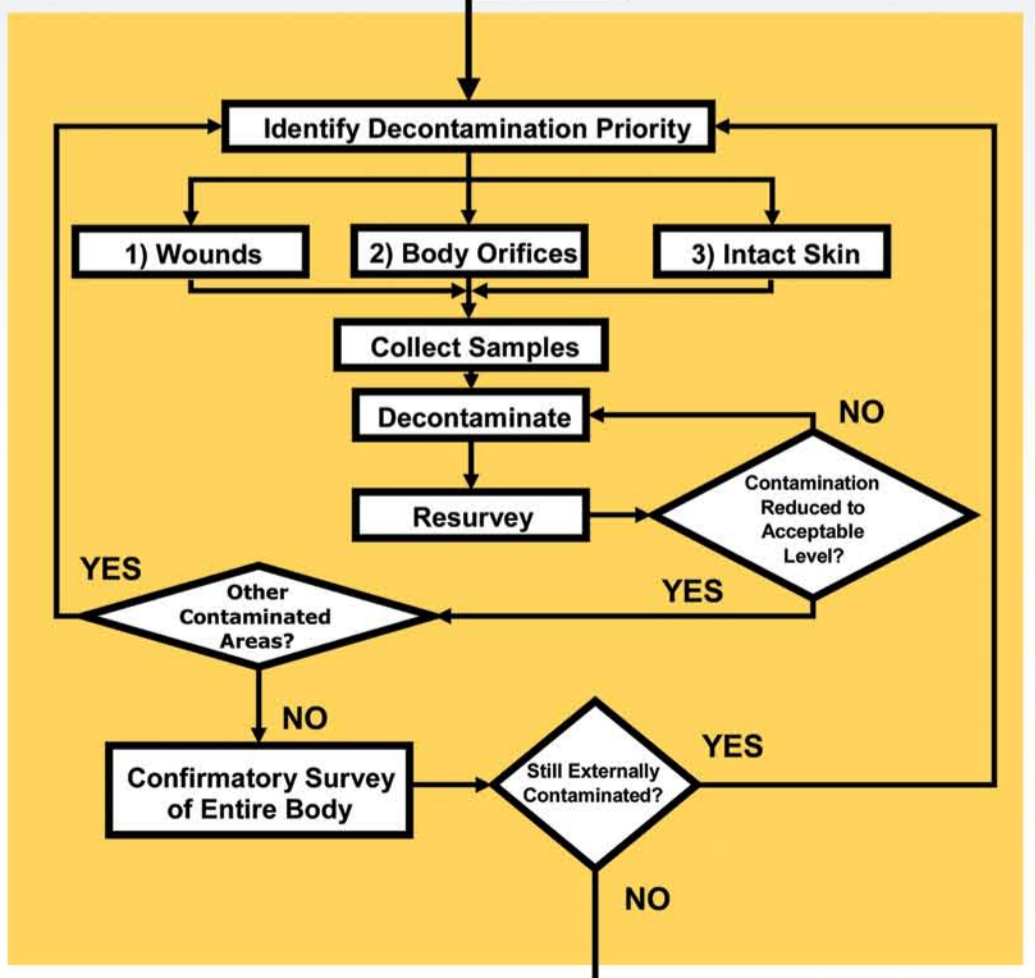 Identify Decontamination Priority
1) Wounds
2) Body Orifices
3) Intact Skin
Collect Samples
Decontaminate
NO
Contamination
Reduced to
Acceptable
Level?
Resurvey
YES
YES
Other
Contaminated
Areas?
NO
Confirmatory Survey
of Entire Body
Still Externally
Contaminated?
YES
NO